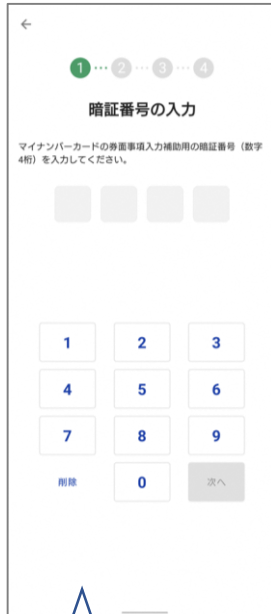 1 2 3 4
暗証番号の入力
マイナンバーカードの券面事項入力補助用の暗証番号（数字
4桁）を入力してください。
1 2 3
4 5 6
7 8 9
削除 0 次へ